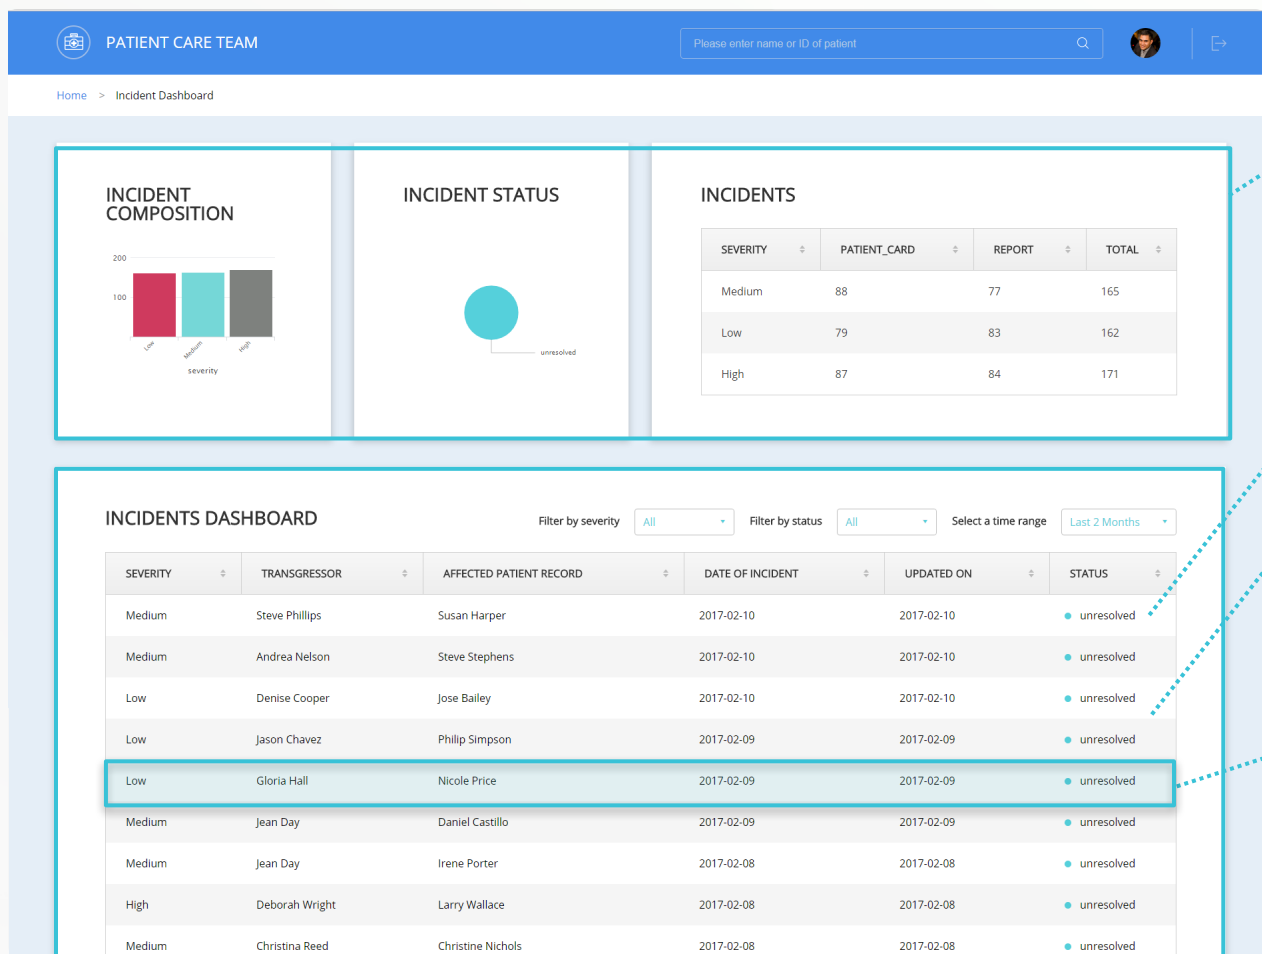 PATIENT CARE TEAM
Please enter name or ID of patient
Home > Incident Dashboard
INCIDENT
COMPOSITION
200
100
Low
Medium
High
severity
INCIDENT STATUS
unresolved
INCIDENTS
SEVERITY PATIENT_CARD REPORT TOTAL
Medium 88 77 165
Low 79 83 162
High 87 84 171
INCIDENTS DASHBOARD
Filter by severity All Filter by status All Select a time range Last 2 Months
SEVERITY TRANSGRESSOR AFFECTED PATIENT RECORD DATE OF INCIDENT UPDATED ON STATUS
Medium Steve Phillips Susan Harper 2017-02-10 2017-02-10 unresolved
Medium Andrea Nelson Steve Stephens 2017-02-10 2017-02-10 unresolved
Low Denise Cooper Jose Bailey 2017-02-10 2017-02-10 unresolved
Low Jason Chavez Philip Simpson 2017-02-09 2017-02-09 unresolved
Low Gloria Hall Nicole Price 2017-02-09 2017-02-09 unresolved
Medium Jean Day Daniel Castillo 2017-02-09 2017-02-09 unresolved
Medium Jean Day Irene Porter 2017-02-08 2017-02-08 unresolved
High Deborah Wright Larry Wallace 2017-02-08 2017-02-08 unresolved
Medium Christina Reed Christine Nichols 2017-02-08 2017-02-08 unresolved